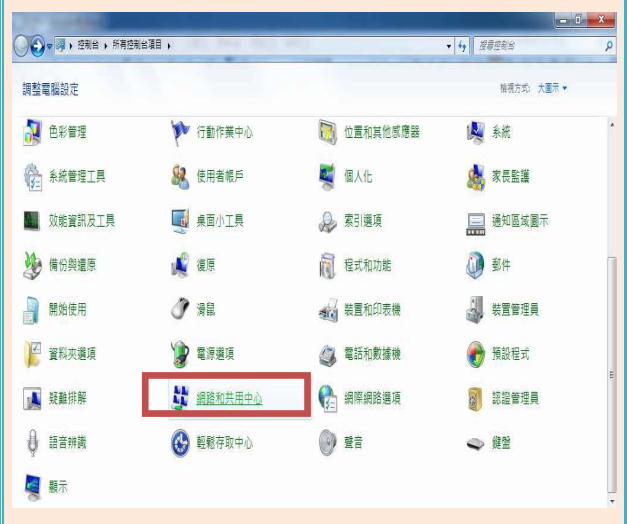 控制台 ▸ 所有控制台項目 ▸
搜尋控制台
調整電腦設定
檢視方式: 大圖示
色彩管理 行動作業中心 位置和其他感應器 系統
系統管理工具 使用者帳戶 個人化 家長監護
效能資訊及工具 桌面小工具 索引選項 通知區域圖示
備份與還原 復原 程式和功能 郵件
開始使用 滑鼠 裝置和印表機 裝置管理員
資料夾選項 電源選項 電話和數據機 預設程式
疑難排解 網路和共用中心 網際網路選項 認證管理員
語音辨識 輕鬆存取中心 聲音 鍵盤
顯示